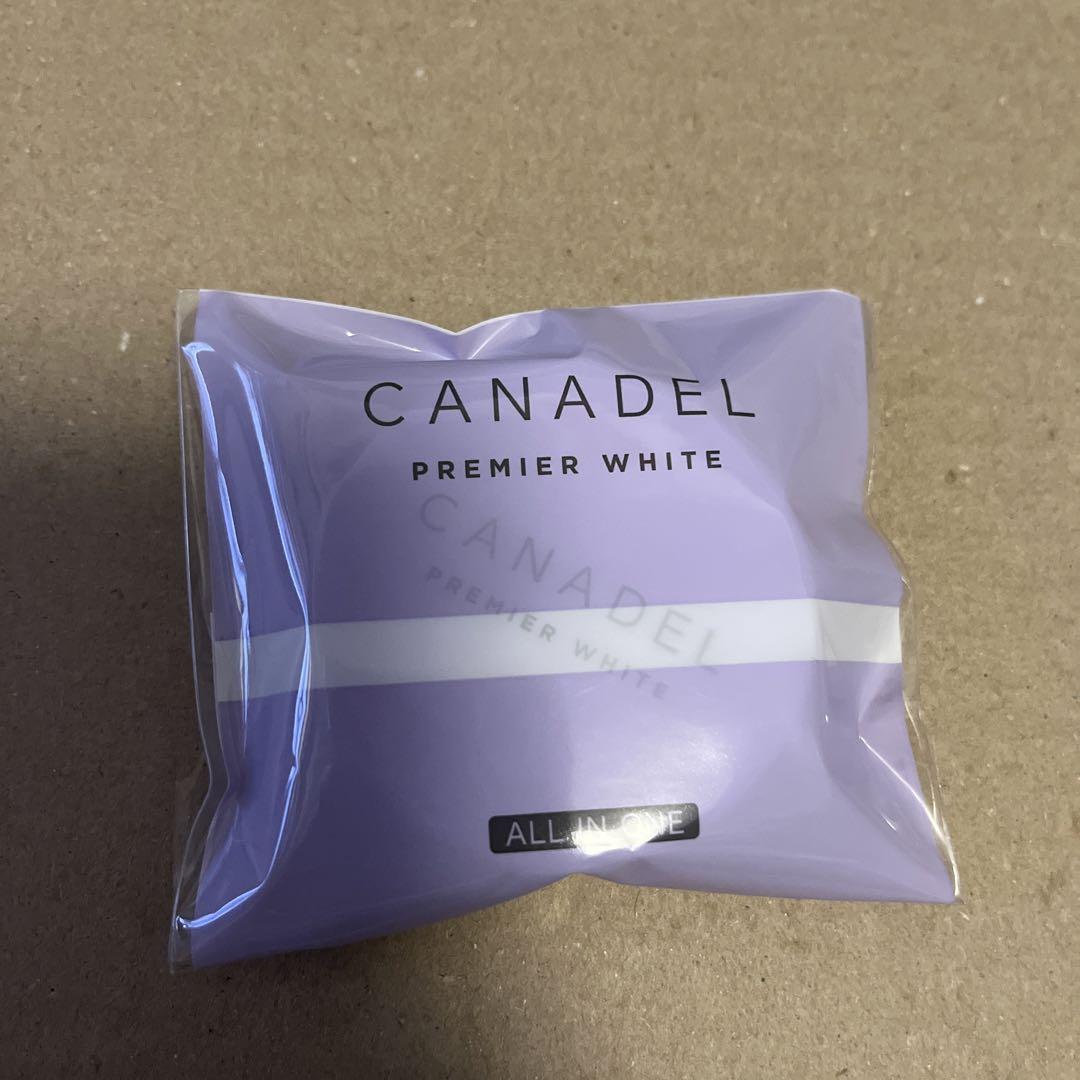 CANADEL
PREMIER WHITE
CANADEL
PREMIER WHITE
ALL IN ONE